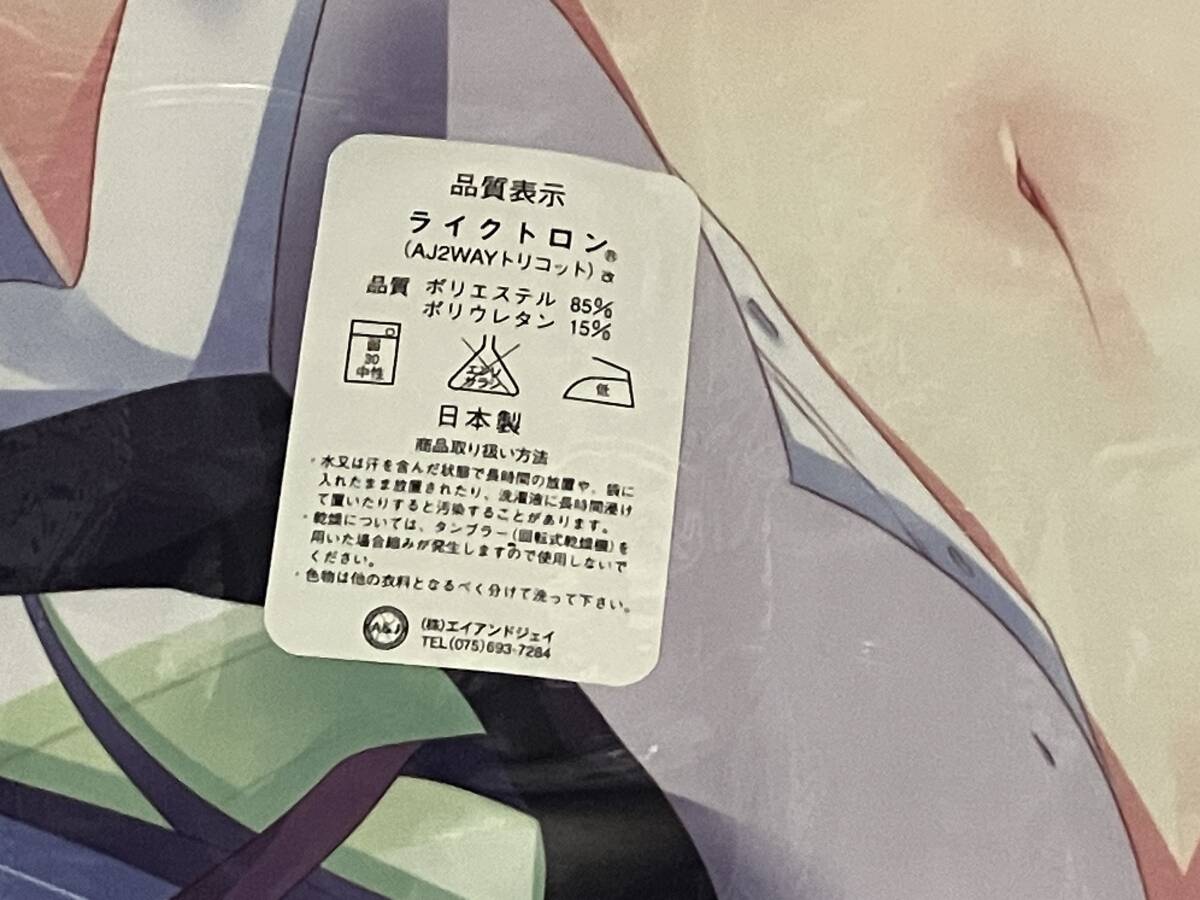 品質表示
ライクトロン®
(AJ2WAYトリコット) 改
品質 ポリエステル 85%
ポリウレタン 15%
弱
30
中性
エンソ
サラシ
低
日本製
商品取り扱い方法
・水又は汗を含んだ状態で長時間の放置や、袋に
入れたまま放置されたり、洗濯液に長時間浸け
て置いたりすると汚染することがあります。
・乾燥については、タンブラー(回転式乾燥機)を
用いた場合縮みが発生しますので使用しないで
ください。
・色物は他の衣料となるべく分けて洗って下さい。
A&J
(株)エイアンドジェイ
TEL(075)693-7284